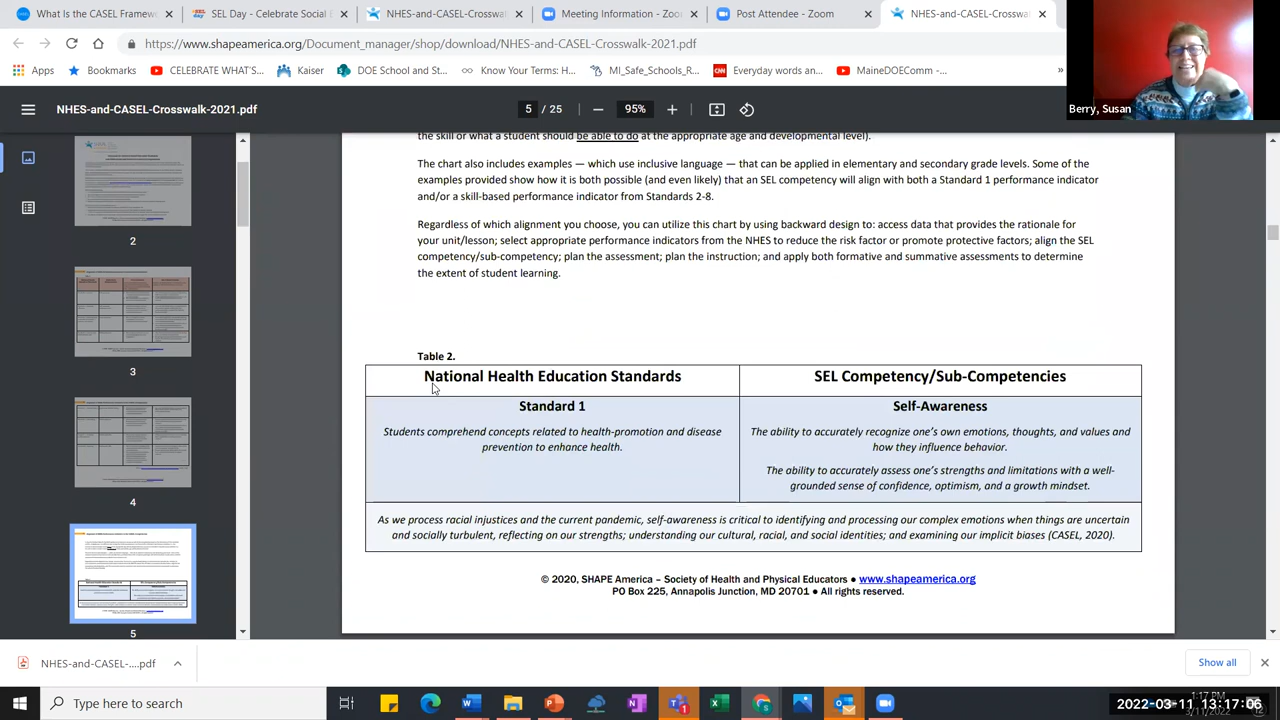 What is the CASEL Framew
SEL Day - Celebrate Social E
NHES-and-CASEL-Crosswal
Meeting Information - Zoo
Post Attendee - Zoom
NHES-and-CASEL-Crosswal
https://www.shapeamerica.org/Document_manager/shop/download/NHES-and-CASEL-Crosswalk-2021.pdf
Apps
Bookmarks
CELEBRATE WHAT'S...
Kaiser
DOE School and St...
Show Your Terms: H...
MI_Safe_Schools_R...
Everyday words an...
MaineDOEComm -...
»
Berry, Susan
NHES-and-CASEL-Crosswalk-2021.pdf
5 / 25
95%
the skill or what a student should be able to do at the appropriate age and developmental level).
The chart also includes examples — which use inclusive language — that can be applied in elementary and secondary grade levels. Some of the
examples provided show how it is both possible (and even likely) that an SEL competency will align with both a Standard 1 performance indicator
and/or a skill-based performance indicator from Standards 2-8.
Regardless of which alignment you choose, you can utilize this chart by using backward design to: access data that provides the rationale for
your unit/lesson; select appropriate performance indicators from the NHES to reduce the risk factor or promote protective factors; align the SEL
competency/sub-competency; plan the assessment; plan the instruction; and apply both formative and summative assessments to determine
the extent of student learning.
2
3
4
5
Table 2.
National Health Education Standards
SEL Competency/Sub-Competencies
Standard 1
Students comprehend concepts related to health-promotion and disease
prevention to enhance health.
Self-Awareness
The ability to accurately recognize one's own emotions, thoughts, and values and
how they influence behavior.
The ability to accurately assess one's strengths and limitations with a well-
grounded sense of confidence, optimism, and a growth mindset.
As we process racial injustices and the current pandemic, self-awareness is critical to identifying and processing our complex emotions when things are uncertain
and socially turbulent, reflecting on our strengths; understanding our cultural, racial, and social identities; and examining our implicit biases (CASEL, 2020).
© 2020, SHAPE America – Society of Health and Physical Educators ● www.shapeamerica.org
PO Box 225, Annapolis Junction, MD 20701 ● All rights reserved.
NHES-and-CASEL-....pdf
Show all
Type here to search
1:17 PM
2022-03-11 13:17:06
3/11/2022